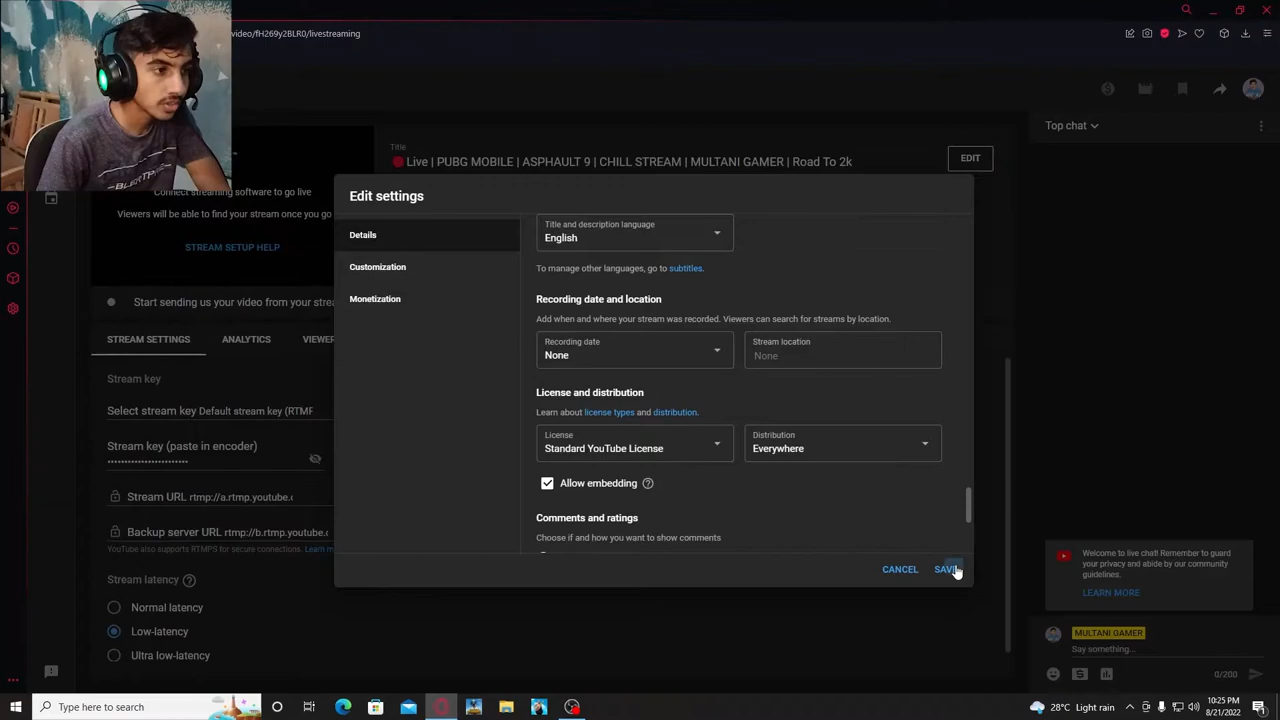 video/fH269y2BLR0/livestreaming
Connect streaming software to go live
Viewers will be able to find your stream once you go
STREAM SETUP HELP
Start sending us your video from your strea
STREAM SETTINGS
ANALYTICS
VIEWER
Stream key
Select stream key Default stream key (RTMF
Stream key (paste in encoder)
Stream URL rtmp://a.rtmp.youtube.c
Backup server URL rtmp://b.rtmp.youtube.c
YouTube also supports RTMPS for secure connections. Learn m
Stream latency
Normal latency
Low-latency
Ultra low-latency
Title
Live | PUBG MOBILE | ASPHALT 9 | CHILL STREAM | MULTANI GAMER | Road To 2k
EDIT
Edit settings
Details
Customization
Monetization
Title and description language
English
To manage other languages, go to subtitles.
Recording date and location
Add when and where your stream was recorded. Viewers can search for streams by location.
Recording date
None
Stream location
None
License and distribution
Learn about license types and distribution.
License
Standard YouTube License
Distribution
Everywhere
Allow embedding
Comments and ratings
Choose if and how you want to show comments
CANCEL
SAVE
Top chat
Welcome to live chat! Remember to guard
your privacy and abide by our community
guidelines.
LEARN MORE
MULTANI GAMER
Say something...
0/200
Type here to search
28°C Light rain
10:25 PM
8/21/2022